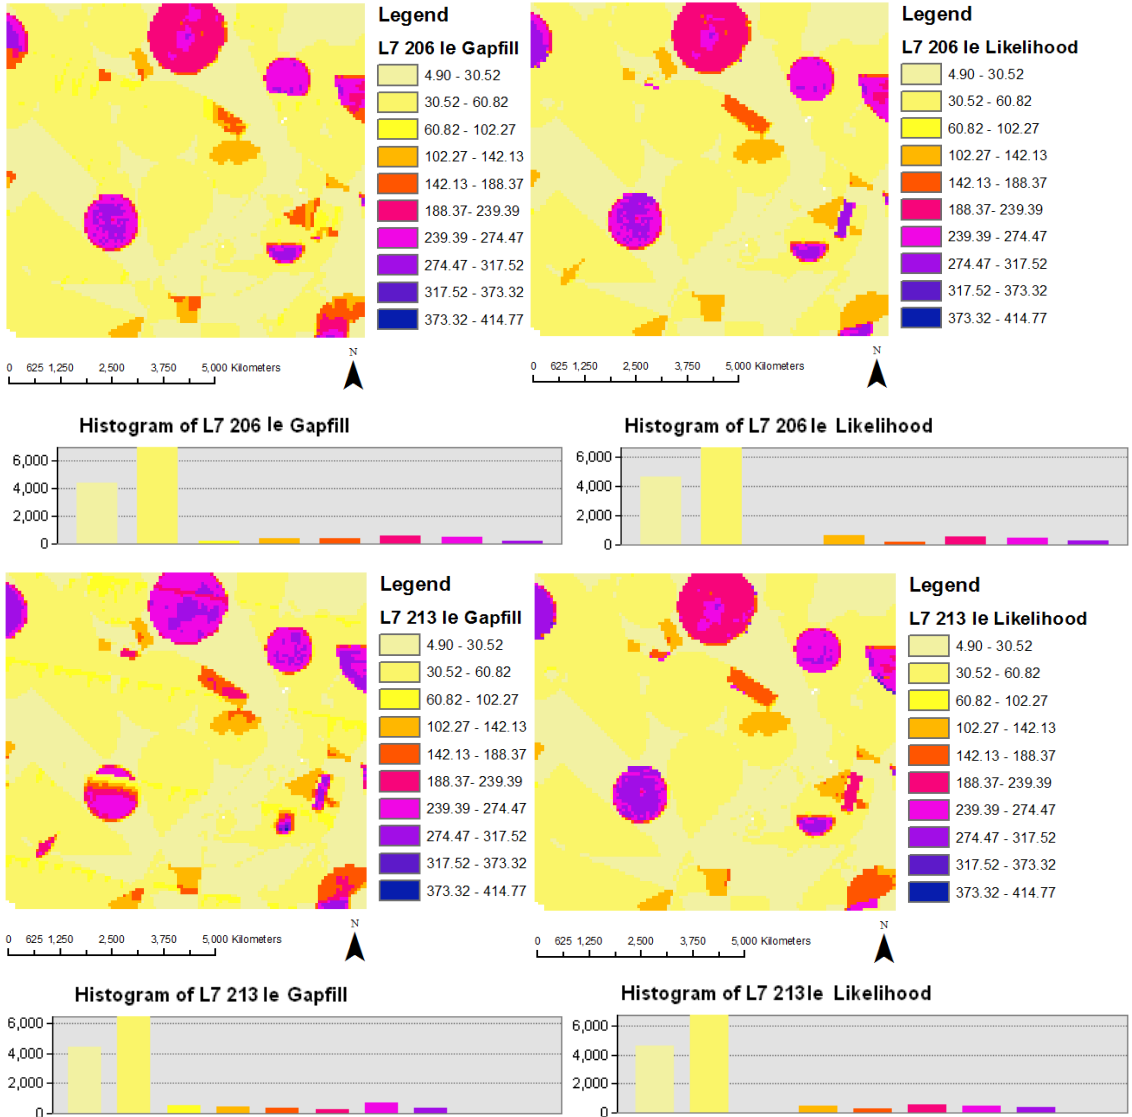 Legend
L7 206 Ie Gapfill
4.90 - 30.52
30.52 - 60.82
60.82 - 102.27
102.27 - 142.13
142.13 - 188.37
188.37- 239.39
239.39 - 274.47
274.47 - 317.52
317.52 - 373.32
373.32 - 414.77
N
0 625 1,250 2,500 3,750 5,000 Kilometers
Legend
L7 206 Ie Likelihood
4.90 - 30.52
30.52 - 60.82
60.82 - 102.27
102.27 - 142.13
142.13 - 188.37
188.37- 239.39
239.39 - 274.47
274.47 - 317.52
317.52 - 373.32
373.32 - 414.77
N
0 625 1,250 2,500 3,750 5,000 Kilometers
Histogram of L7 206 Ie Gapfill
6,000
4,000
2,000
0
Histogram of L7 206 Ie Likelihood
6,000
4,000
2,000
0
Legend
L7 213 Ie Gapfill
4.90 - 30.52
30.52 - 60.82
60.82 - 102.27
102.27 - 142.13
142.13 - 188.37
188.37- 239.39
239.39 - 274.47
274.47 - 317.52
317.52 - 373.32
373.32 - 414.77
N
0 625 1,250 2,500 3,750 5,000 Kilometers
Legend
L7 213 Ie Likelihood
4.90 - 30.52
30.52 - 60.82
60.82 - 102.27
102.27 - 142.13
142.13 - 188.37
188.37- 239.39
239.39 - 274.47
274.47 - 317.52
317.52 - 373.32
373.32 - 414.77
N
0 625 1,250 2,500 3,750 5,000 Kilometers
Histogram of L7 213 Ie Gapfill
6,000
4,000
2,000
0
Histogram of L7 213 Ie Likelihood
6,000
4,000
2,000
0